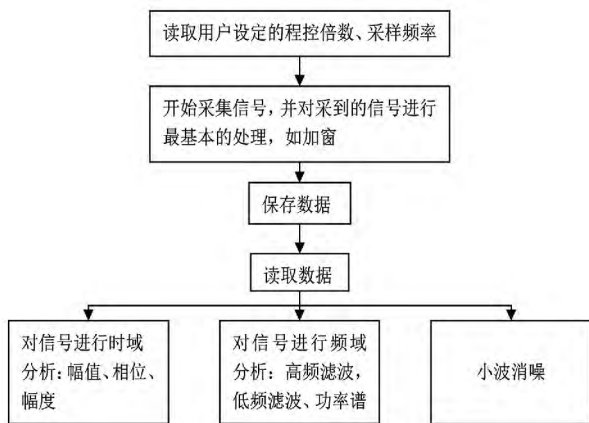 读取用户设定的程控倍数、采样频率
开始采集信号，并对采到的信号进行
最基本的处理，如加窗
保存数据
读取数据
对信号进行时域
分析：幅值、相位、
幅度
对信号进行频域
分析：高频滤波，
低频滤波、功率谱
小波消噪